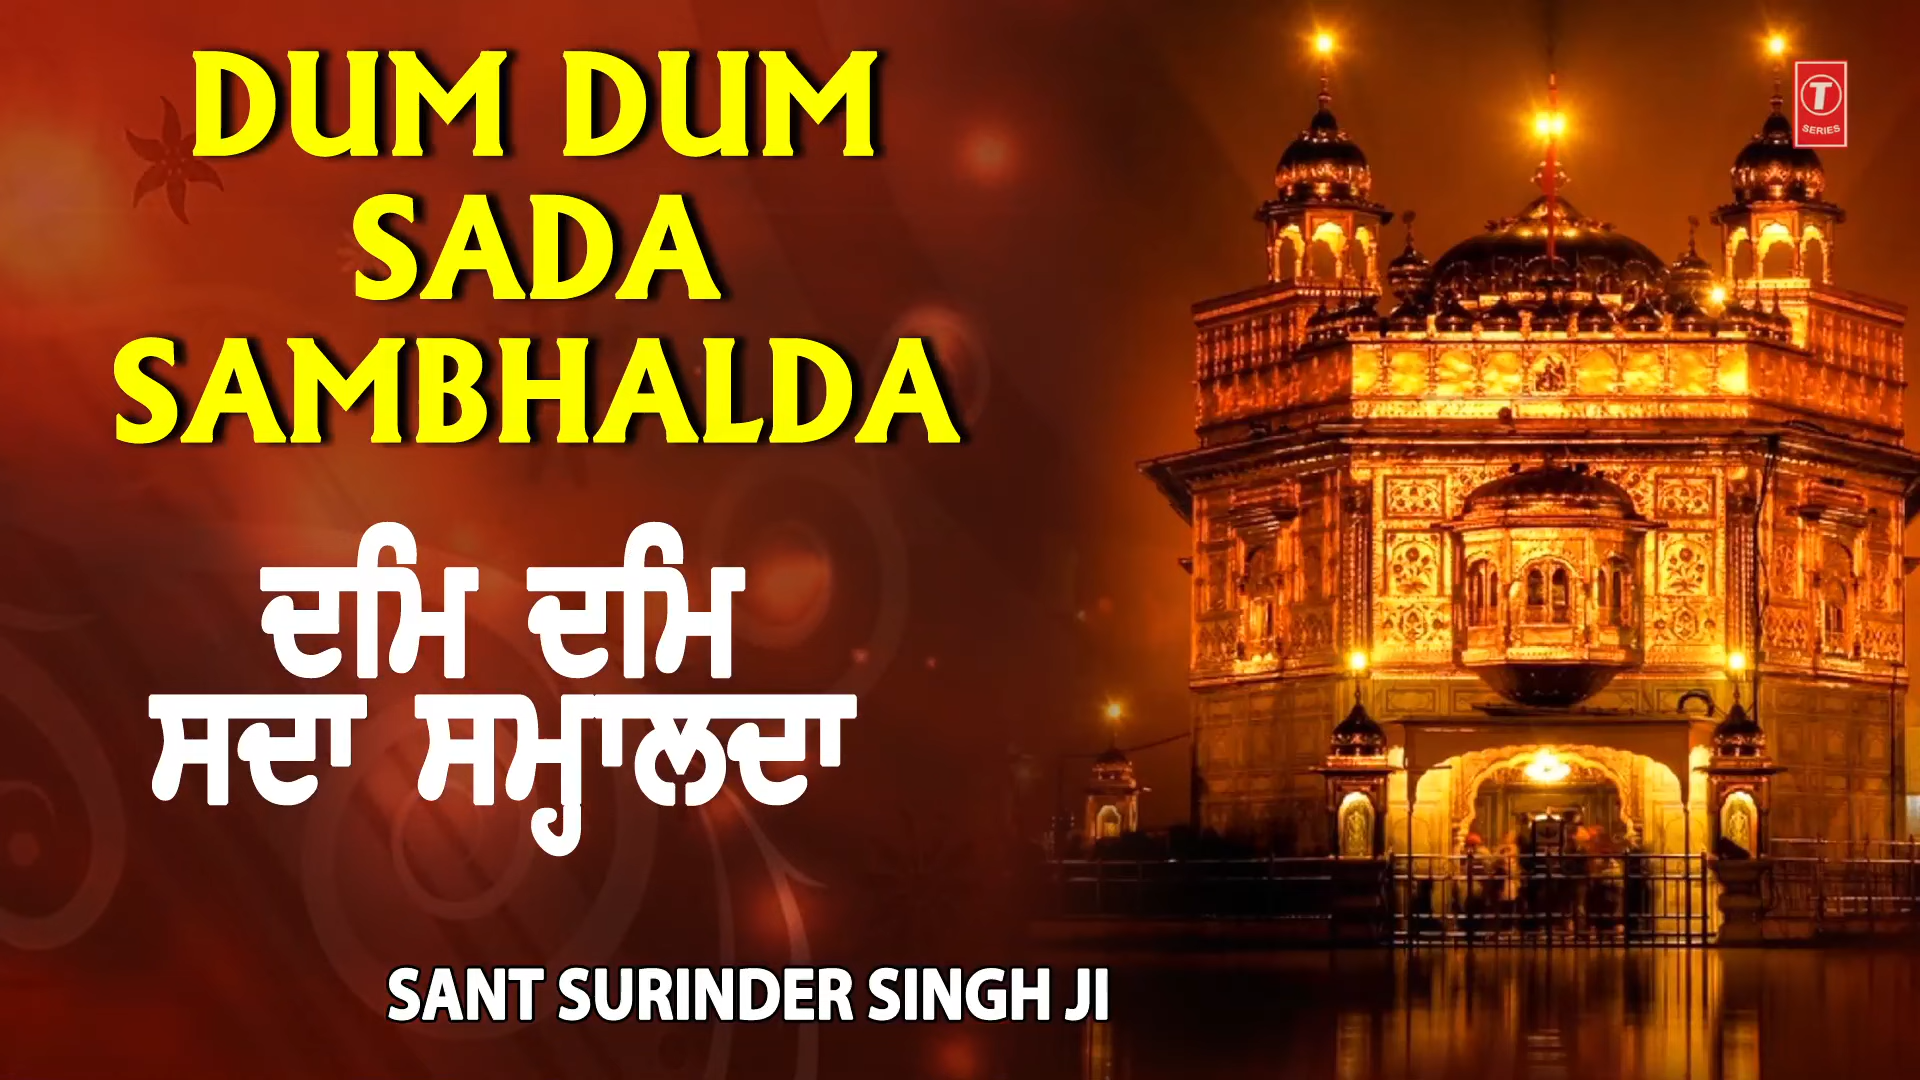 DUM DUM
SADA
SAMBHALDA
ਦਮਿ ਦਮਿ
ਸਦਾ ਸਮ੍ਹਾਲਦਾ
SANT SURINDER SINGH JI
T
SERIES